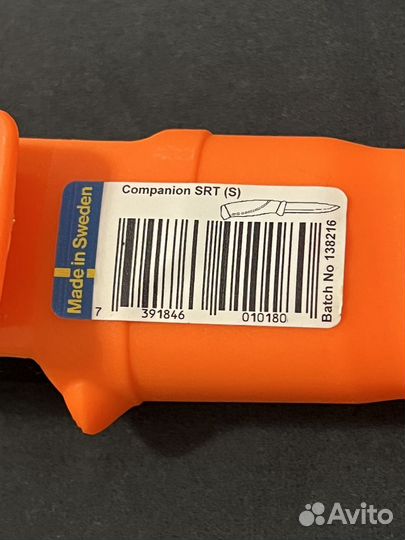 Companion SRT (S)
Made in Sweden
7 391846 010180
Batch No 138216
Avito